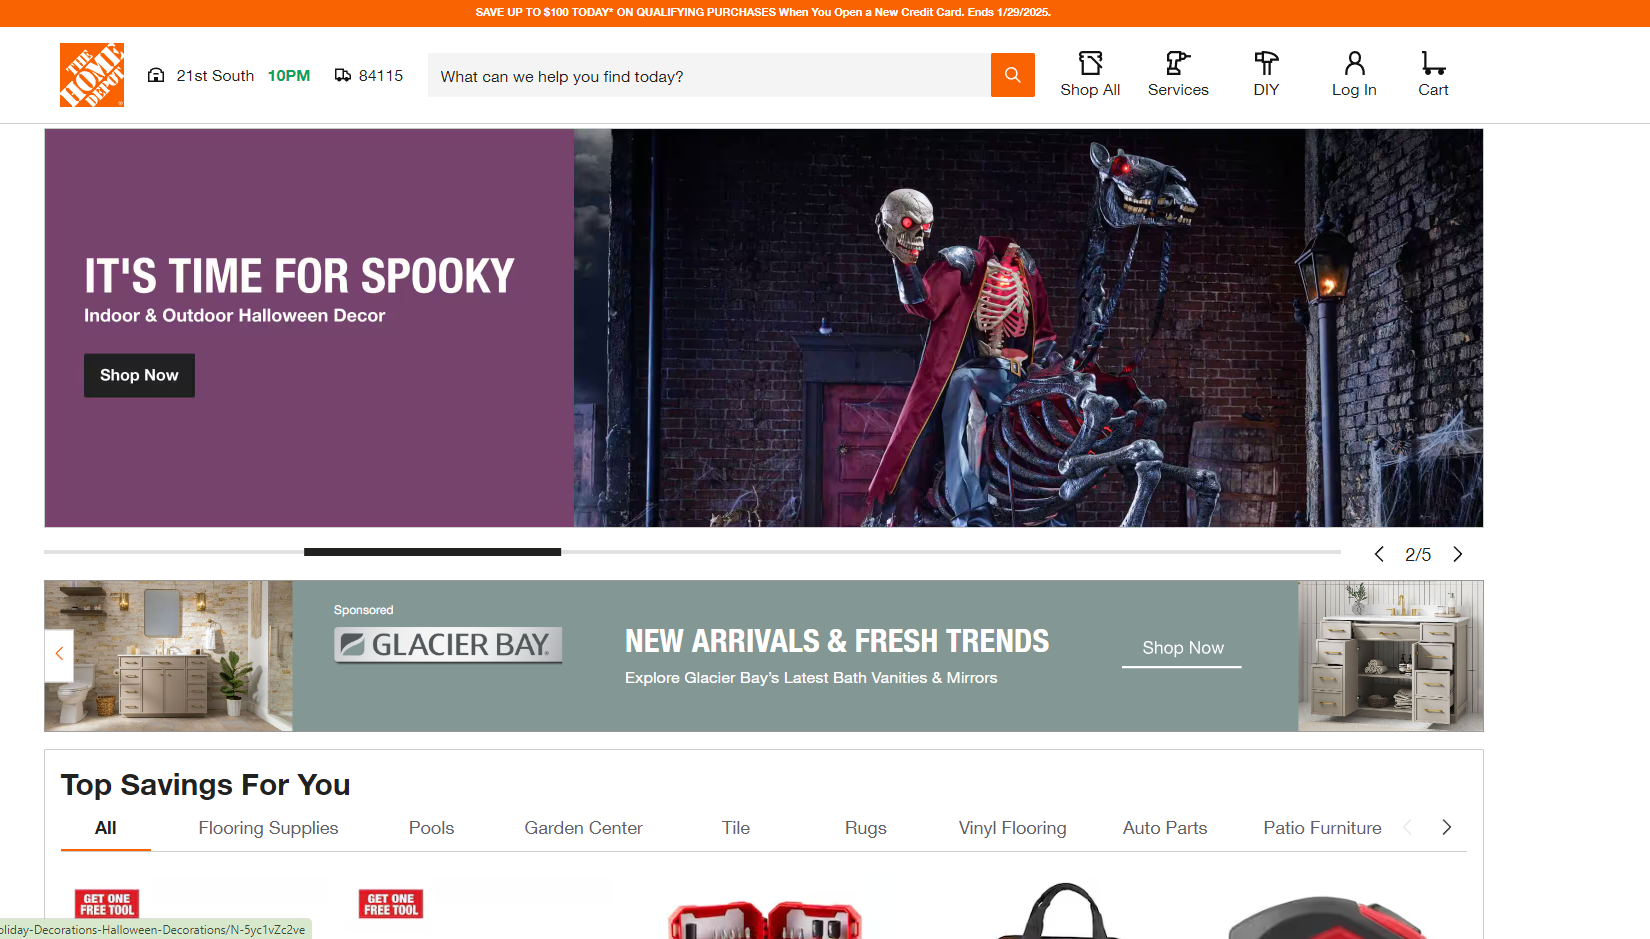 SAVE UP TO $100 TODAY* ON QUALIFYING PURCHASES When You Open a New Credit Card. Ends 1/29/2025.
THE
HOME
DEPOT
21st South 10PM 84115
What can we help you find today?
Shop All Services DIY Log In Cart
IT'S TIME FOR SPOOKY
Indoor & Outdoor Halloween Decor
Shop Now
2/5
Sponsored
GLACIER BAY.
NEW ARRIVALS & FRESH TRENDS
Explore Glacier Bay's Latest Bath Vanities & Mirrors
Shop Now
Top Savings For You
All Flooring Supplies Pools Garden Center Tile Rugs Vinyl Flooring Auto Parts Patio Furniture
GET ONE
FREE TOOL
GET ONE
FREE TOOL
oliday-Decorations-Halloween-Decorations/N-5yc1vZc2ve